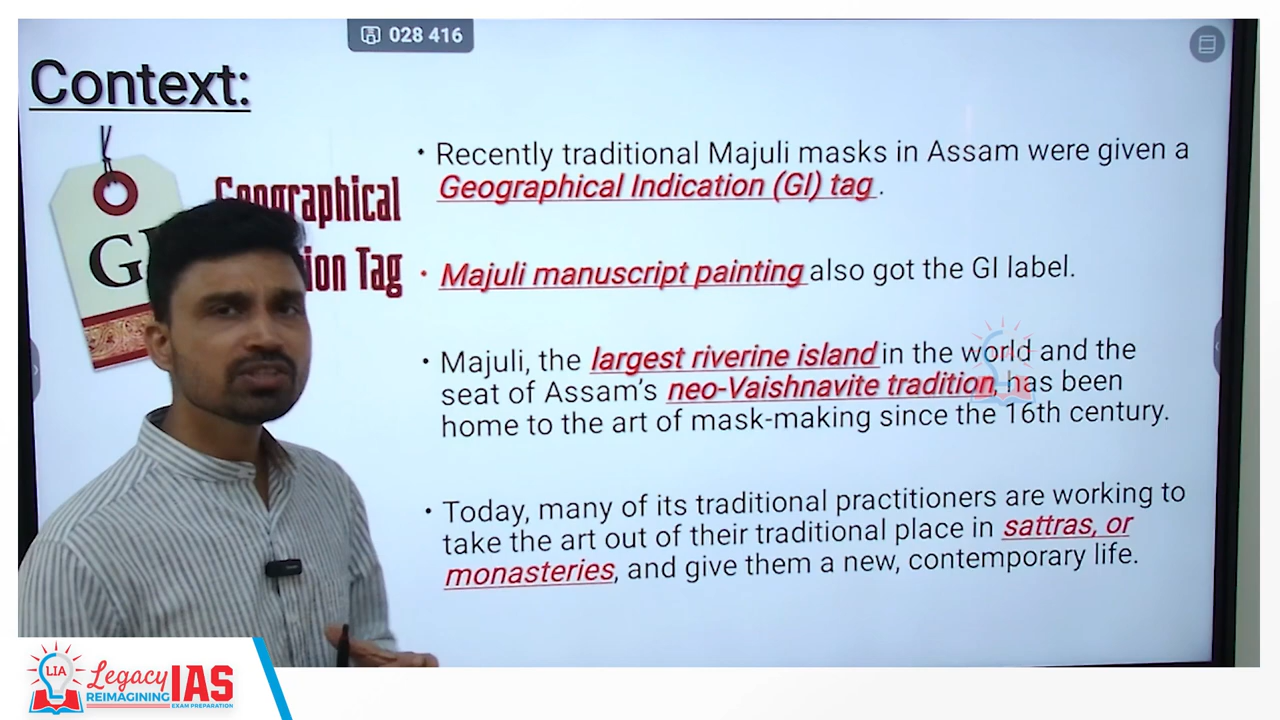 028 416
Context:
GI
Geographical
Tag
• Recently traditional Majuli masks in Assam were given a
Geographical Indication (GI) tag .
• Majuli manuscript painting also got the GI label.
• Majuli, the largest riverine island in the world and the
seat of Assam's neo-Vaishnavite tradition, has been
home to the art of mask-making since the 16th century.
• Today, many of its traditional practitioners are working to
take the art out of their traditional place in sattras, or
monasteries, and give them a new, contemporary life.
LIA
Legacy IAS
REIMAGINING
EXAM PREPARATION